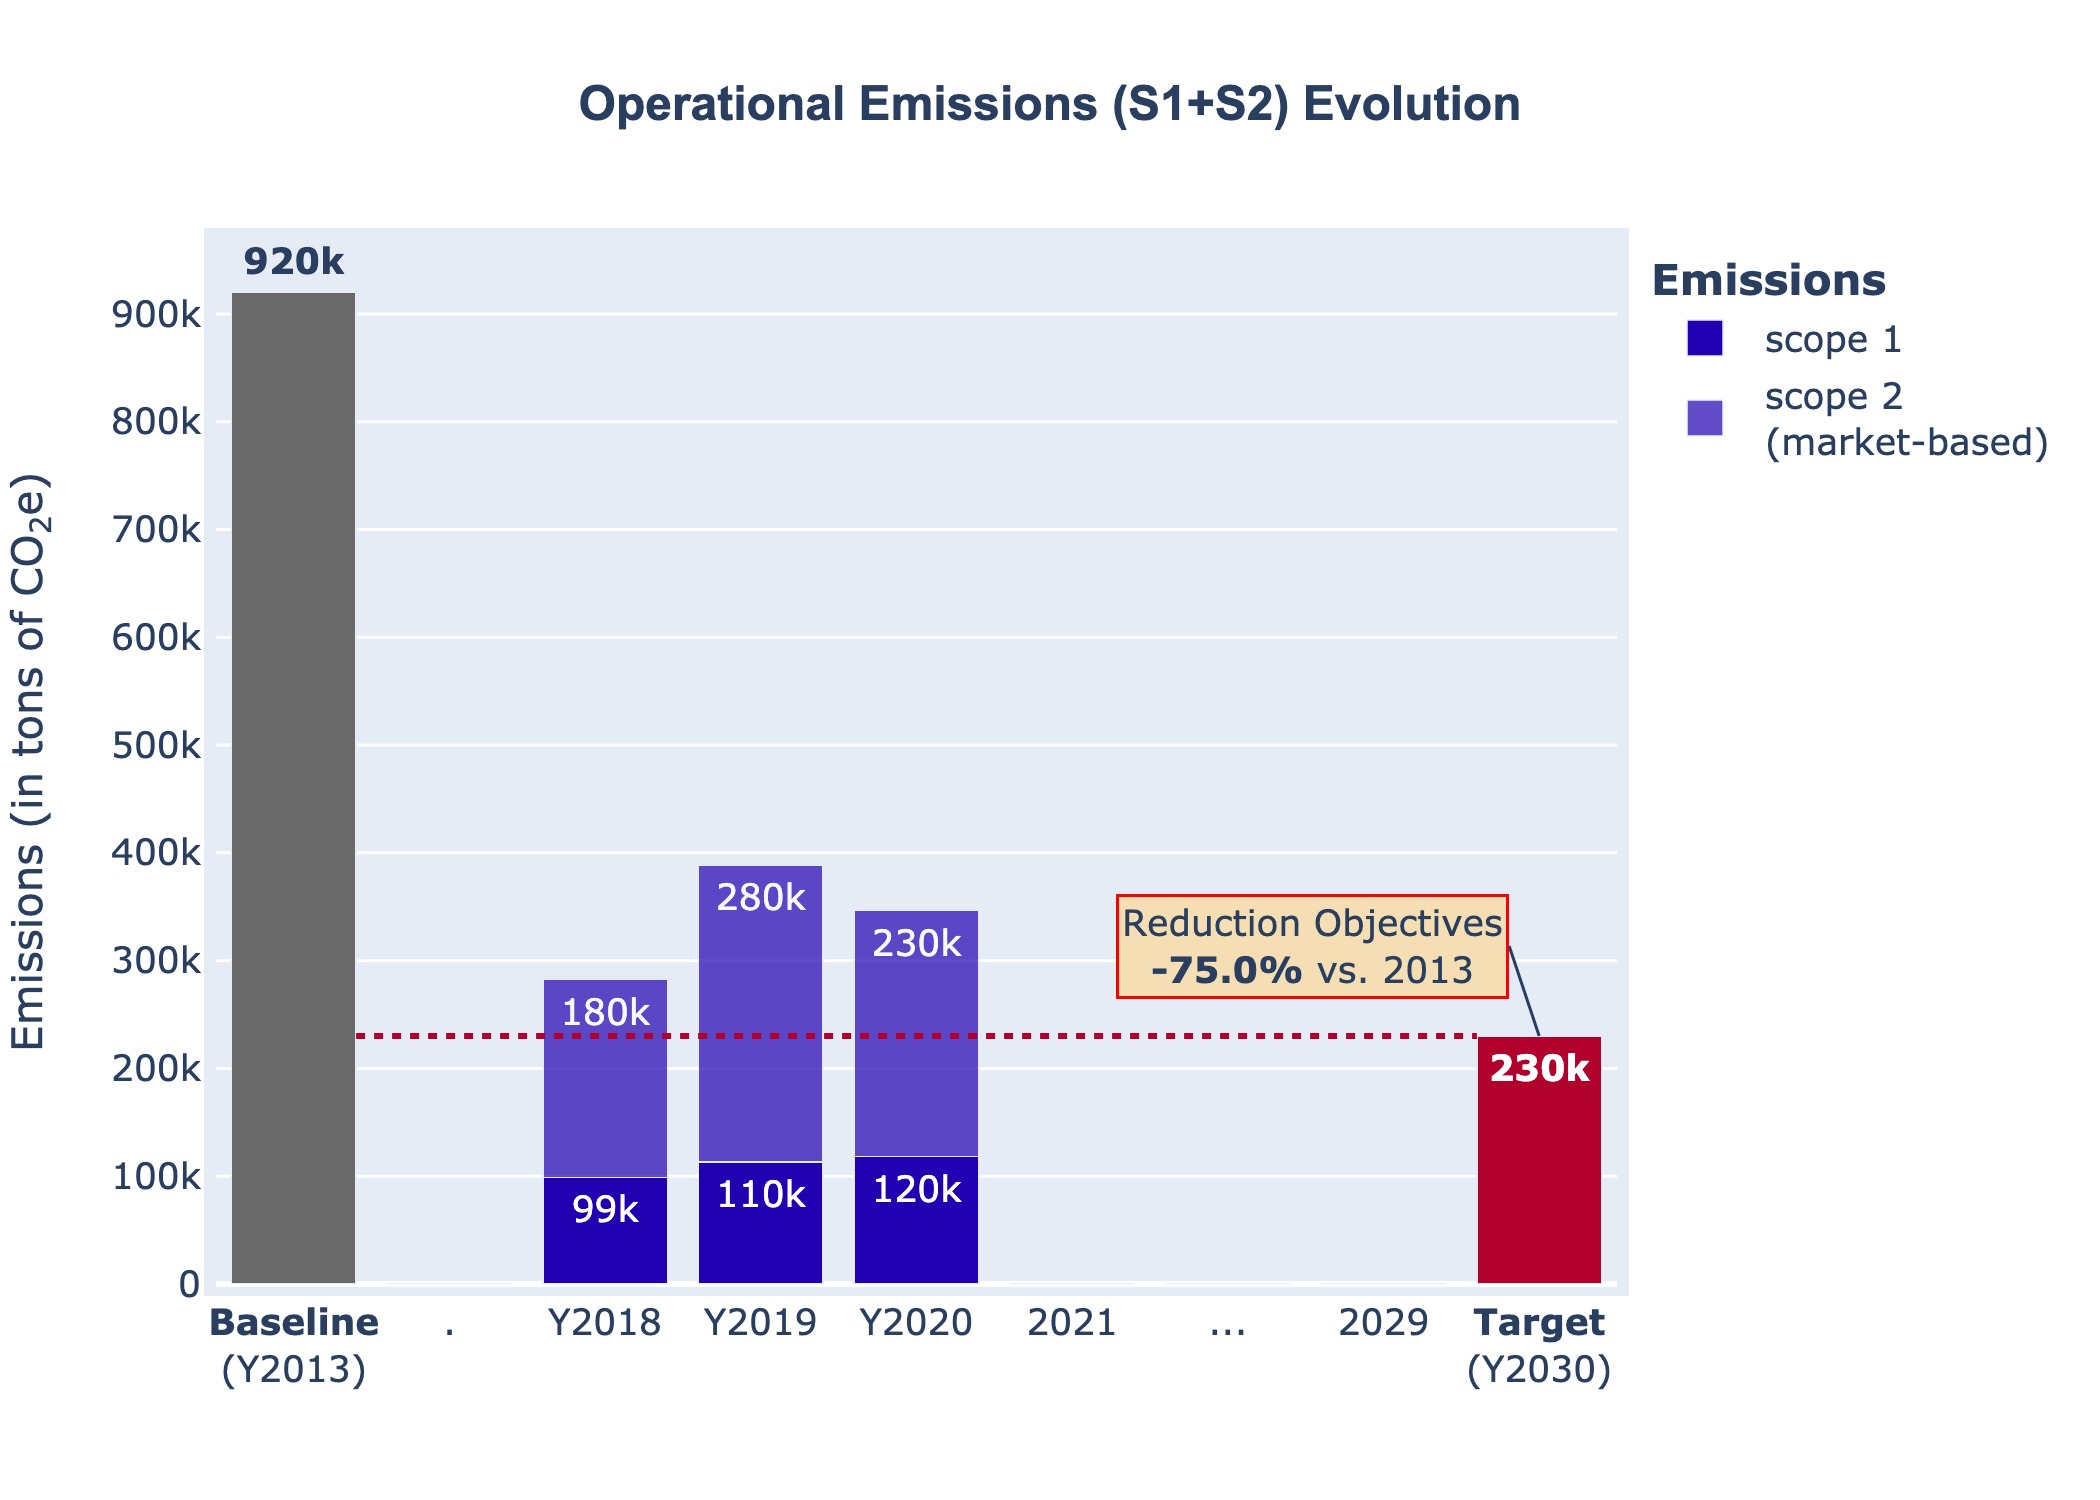 Operational Emissions (S1+S2) Evolution
Emissions (in tons of CO₂e)
900k
800k
700k
600k
500k
400k
300k
200k
100k
0
920k
180k
99k
280k
110k
230k
120k
Reduction Objectives
-75.0% vs. 2013
230k
Baseline
(Y2013)
.
Y2018
Y2019
Y2020
2021
...
2029
Target
(Y2030)
Emissions
scope 1
scope 2
(market-based)